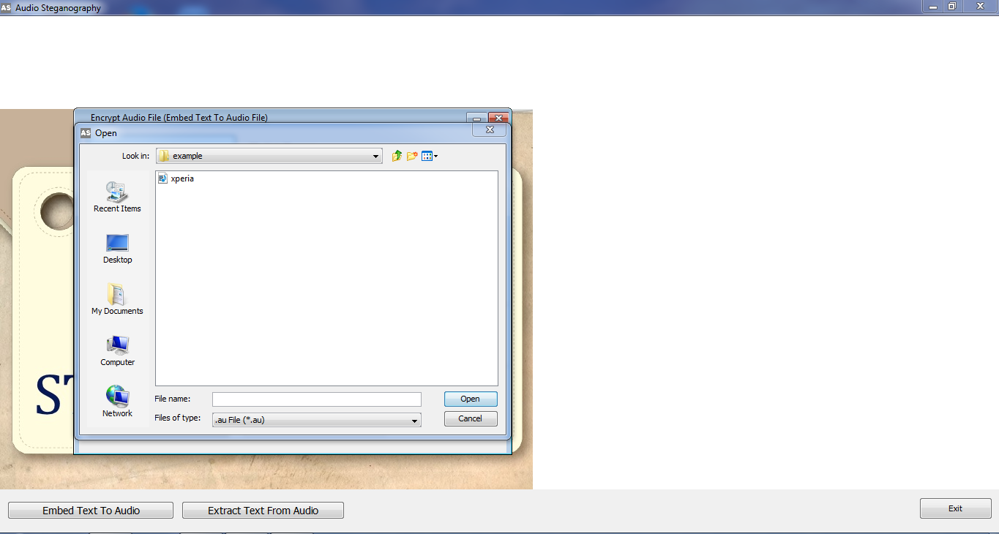 AS Audio Steganography
Encrypt Audio File (Embed Text To Audio File)
AS Open
Look in: example
xperia
Recent Items
Desktop
My Documents
Computer
Network
ST
File name: Open
Files of type: .au File (*.au) Cancel
Embed Text To Audio Extract Text From Audio Exit